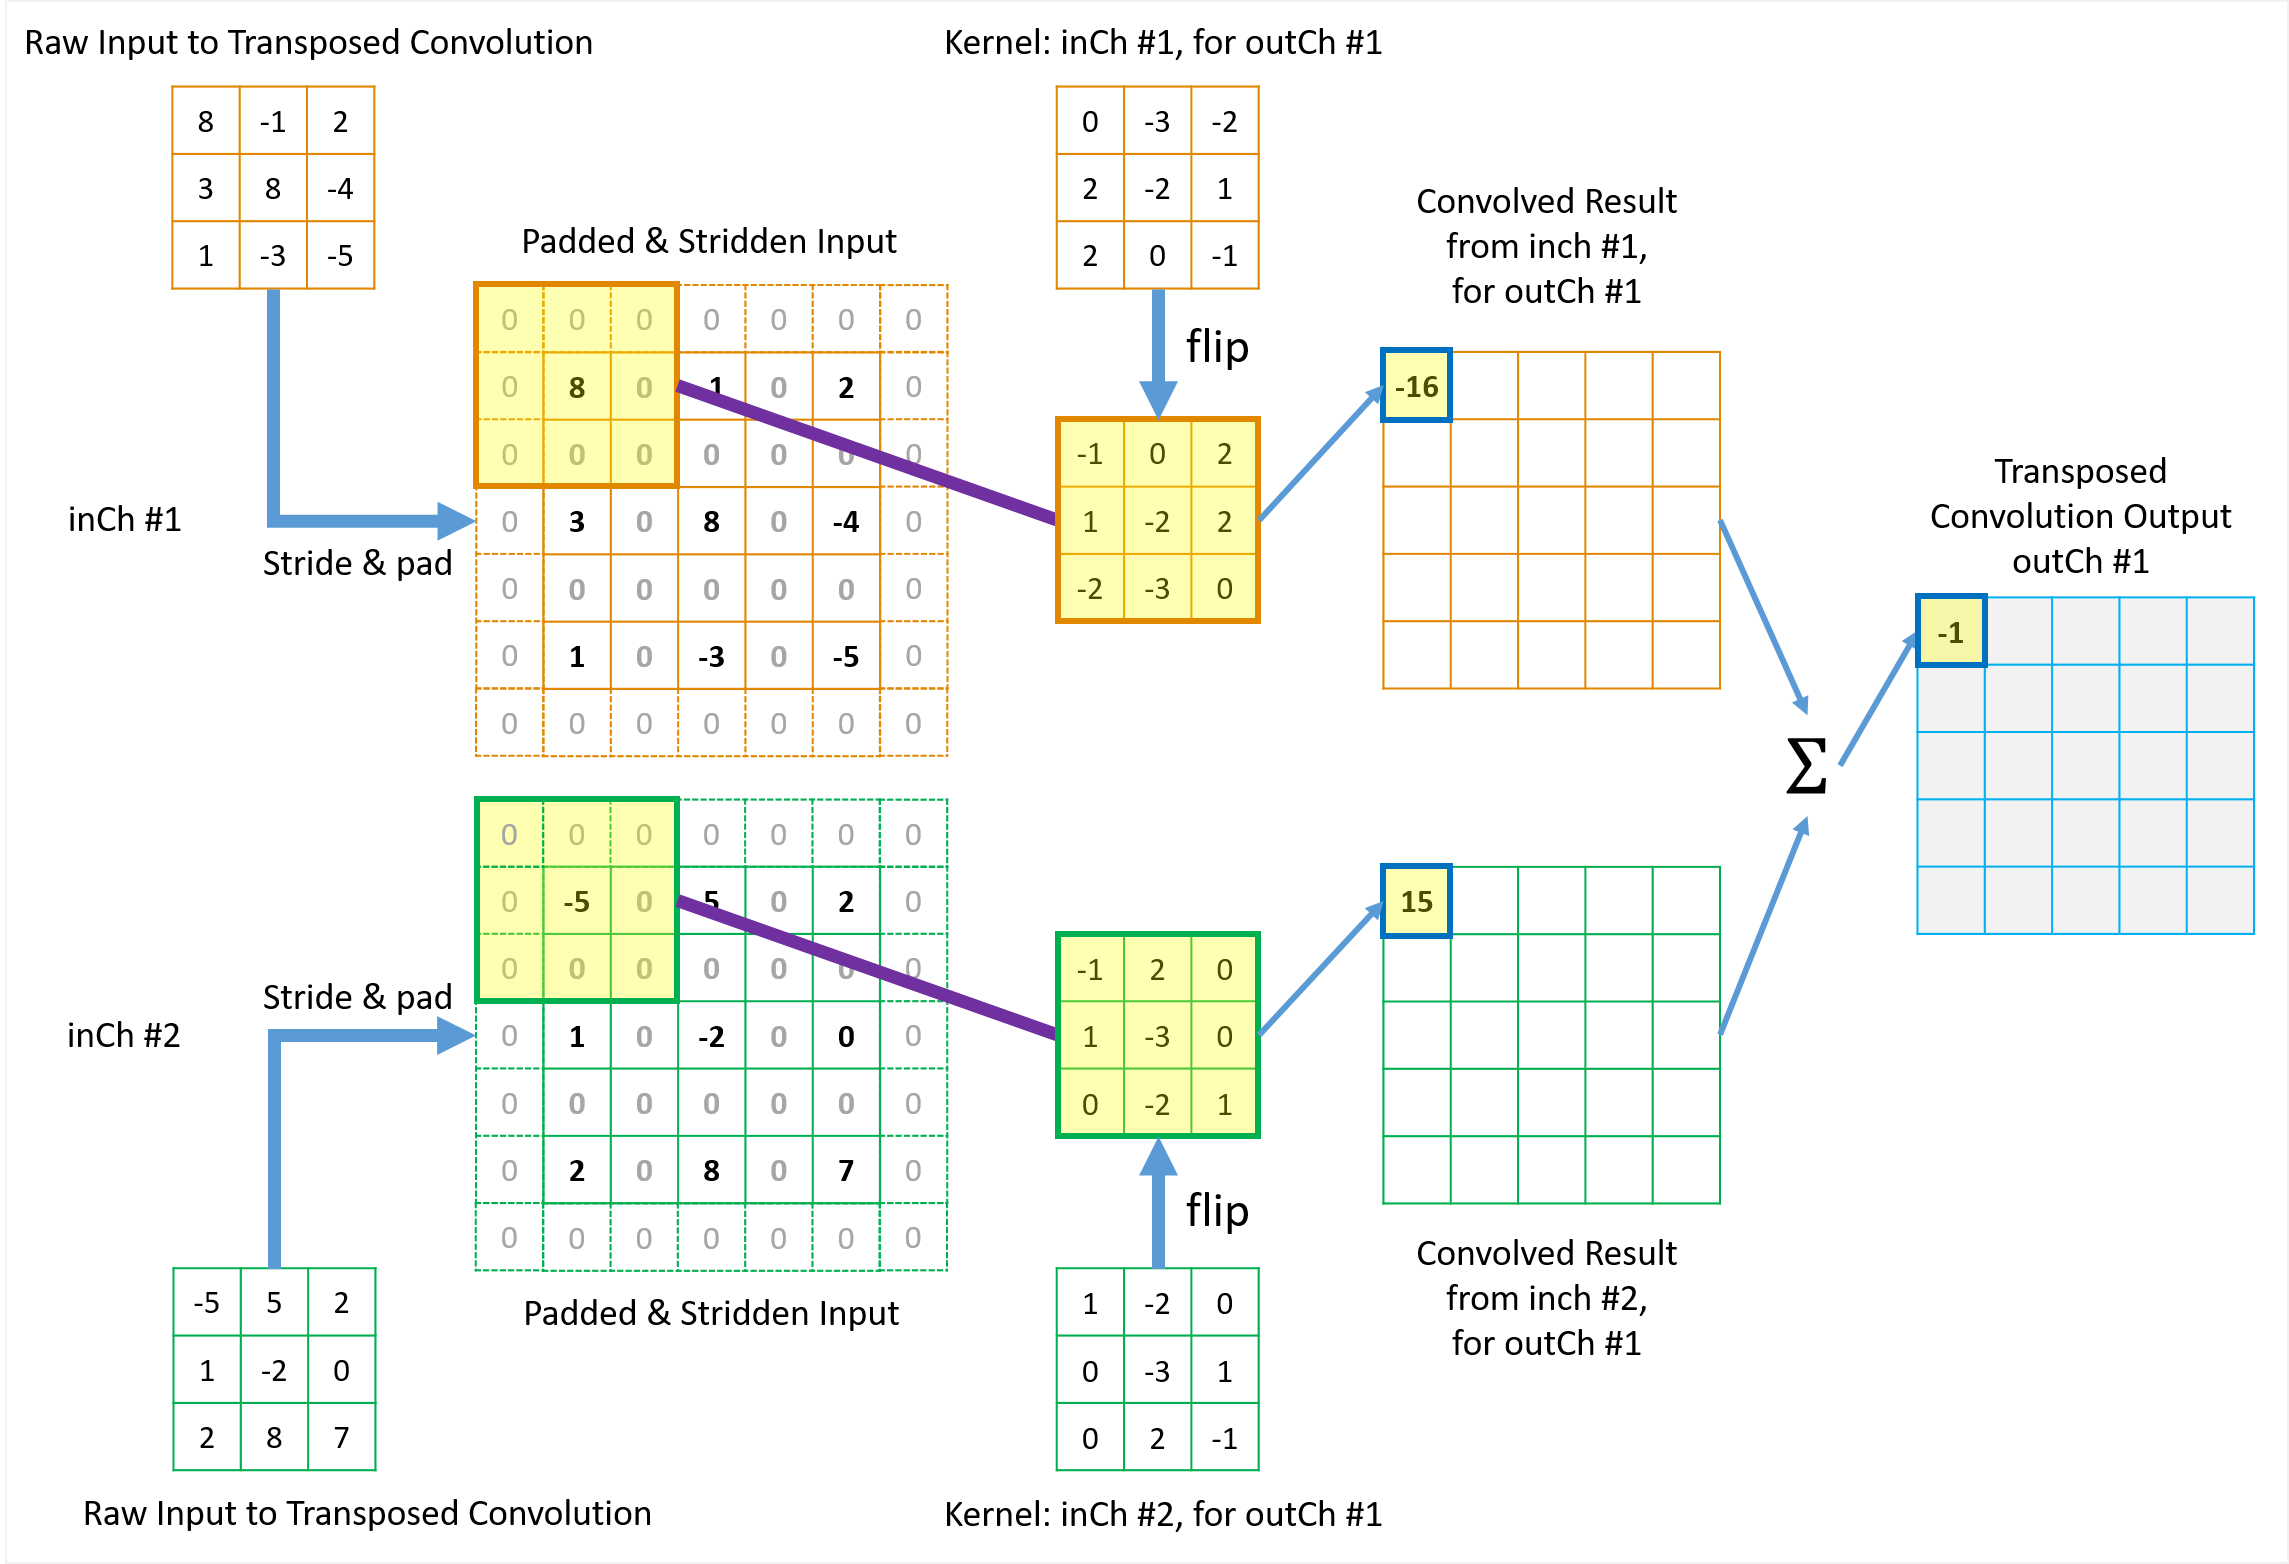 Raw Input to Transposed Convolution
8 -1 2
3 8 -4
1 -3 -5
inCh #1
Stride & pad
Padded & Stridden Input
0 0 0 0 0 0 0
0 8 0 1 0 2 0
0 0 0 0 0 0 0
0 3 0 8 0 -4 0
0 0 0 0 0 0 0
0 1 0 -3 0 -5 0
0 0 0 0 0 0 0
Kernel: inCh #1, for outCh #1
0 -3 -2
2 -2 1
2 0 -1
flip
-1 0 2
1 -2 2
-2 -3 0
Convolved Result
from inch #1,
for outCh #1
-16
Transposed
Convolution Output
outCh #1
-1
Σ
0 0 0 0 0 0 0
0 -5 0 5 0 2 0
0 0 0 0 0 0 0
0 1 0 -2 0 0 0
0 0 0 0 0 0 0
0 2 0 8 0 7 0
0 0 0 0 0 0 0
Padded & Stridden Input
Stride & pad
inCh #2
-5 5 2
1 -2 0
2 8 7
Raw Input to Transposed Convolution
-1 2 0
1 -3 0
0 -2 1
flip
1 -2 0
0 -3 1
0 2 -1
Kernel: inCh #2, for outCh #1
15
Convolved Result
from inch #2,
for outCh #1